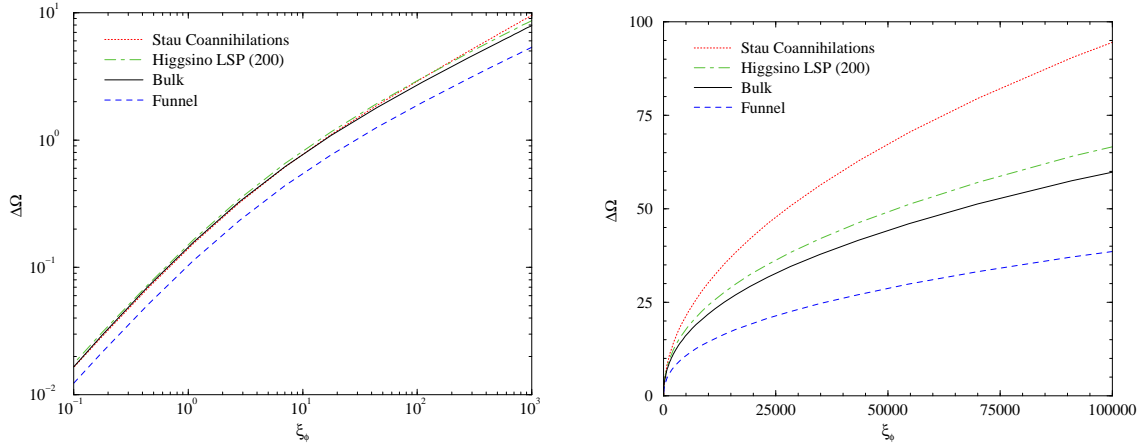 Stau Coannihilations
Higgsino LSP (200)
Bulk
Funnel
10^1
10^0
10^-1
10^-2
ΔΩ
10^-1
10^0
10^1
10^2
10^3
ξ_ϕ
Stau Coannihilations
Higgsino LSP (200)
Bulk
Funnel
100
75
50
25
0
ΔΩ
0
25000
50000
75000
100000
ξ_ϕ